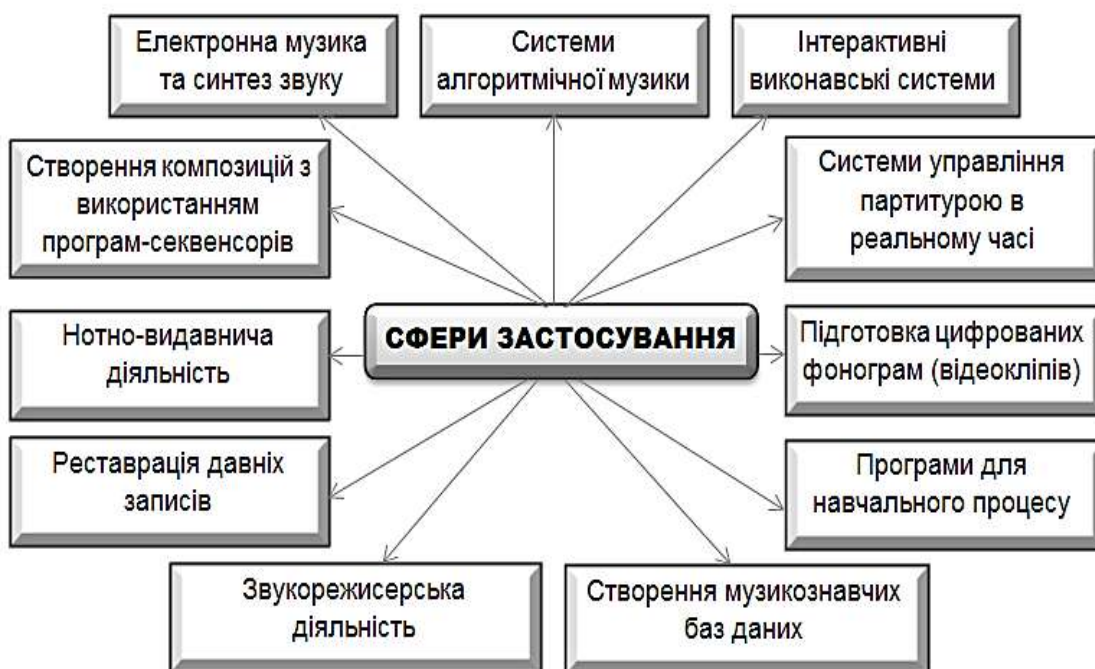 Електронна музика
та синтез звуку
Системи
алгоритмічної музики
Інтерактивні
виконавські системи
Створення композицій з
використанням
програм-секвенсорів
Системи управління
партитурою в
реальному часі
СФЕРИ ЗАСТОСУВАННЯ
Нотно-видавнича
діяльність
Підготовка цифрованих
фонограм (відеокліпів)
Реставрація давніх
записів
Програми для
навчального процесу
Звукорежисерська
діяльність
Створення музикознавчих
баз даних